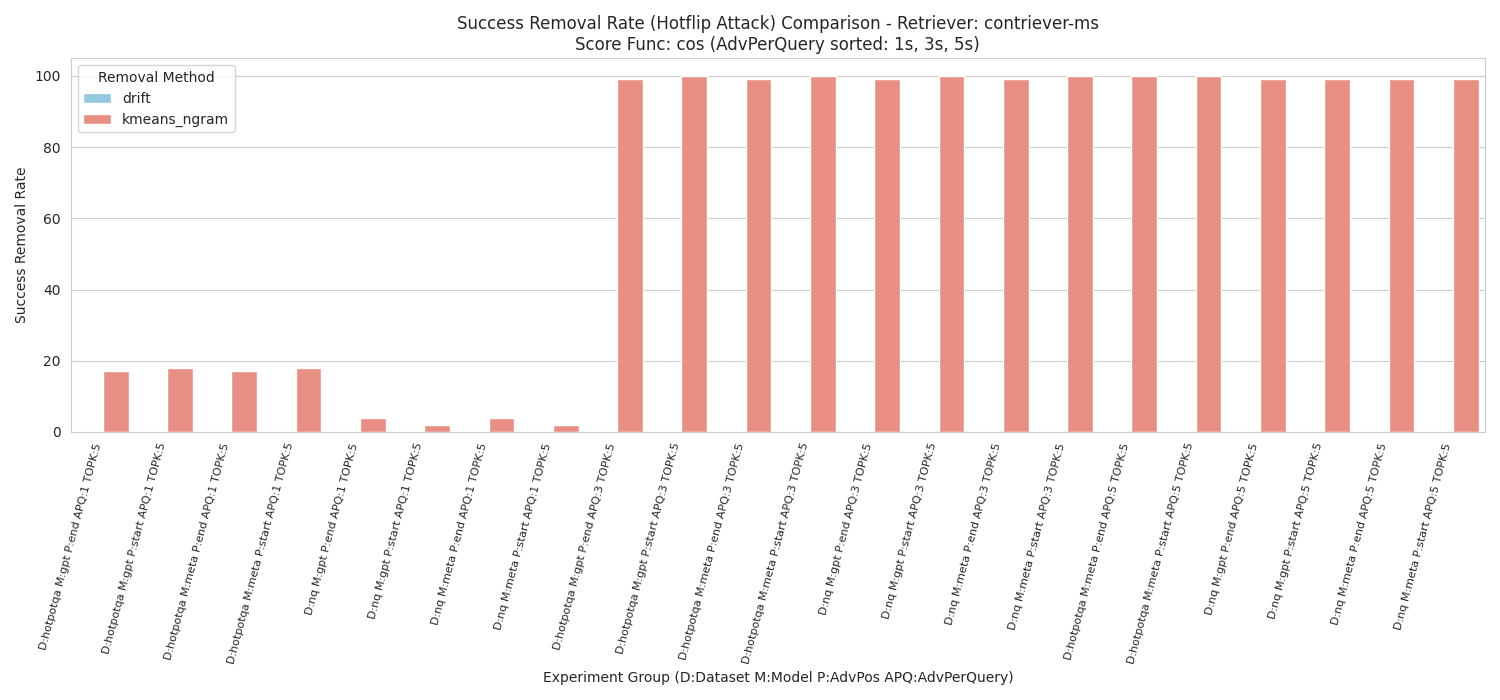 Success Removal Rate (Hotflip Attack) Comparison - Retriever: contriever-ms
Score Func: cos (AdvPerQuery sorted: 1s, 3s, 5s)
Removal Method
drift
kmeans_ngram
Success Removal Rate
100
80
60
40
20
0
D:hotpotqa M:gpt P:end APQ:1 TOPK:5
D:hotpotqa M:gpt P:start APQ:1 TOPK:5
D:hotpotqa M:meta P:end APQ:1 TOPK:5
D:hotpotqa M:meta P:start APQ:1 TOPK:5
D:nq M:gpt P:end APQ:1 TOPK:5
D:nq M:gpt P:start APQ:1 TOPK:5
D:nq M:meta P:end APQ:1 TOPK:5
D:nq M:meta P:start APQ:1 TOPK:5
D:hotpotqa M:gpt P:end APQ:3 TOPK:5
D:hotpotqa M:gpt P:start APQ:3 TOPK:5
D:hotpotqa M:meta P:end APQ:3 TOPK:5
D:hotpotqa M:meta P:start APQ:3 TOPK:5
D:nq M:gpt P:end APQ:3 TOPK:5
D:nq M:gpt P:start APQ:3 TOPK:5
D:nq M:meta P:end APQ:3 TOPK:5
D:nq M:meta P:start APQ:3 TOPK:5
D:hotpotqa M:meta P:end APQ:5 TOPK:5
D:hotpotqa M:meta P:start APQ:5 TOPK:5
D:nq M:gpt P:end APQ:5 TOPK:5
D:nq M:gpt P:start APQ:5 TOPK:5
D:nq M:meta P:end APQ:5 TOPK:5
D:nq M:meta P:start APQ:5 TOPK:5
Experiment Group (D:Dataset M:Model P:AdvPos APQ:AdvPerQuery)